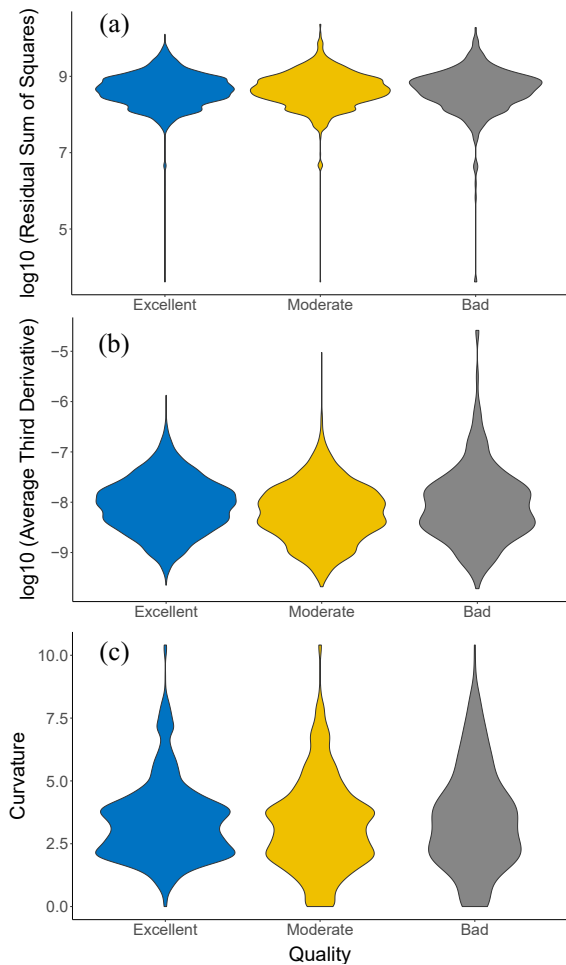 (a)
log10 (Residual Sum of Squares)
9
7
5
Excellent Moderate Bad
(b)
log10 (Average Third Derivative)
−5
−6
−7
−8
−9
Excellent Moderate Bad
(c)
Curvature
10.0
7.5
5.0
2.5
0.0
Excellent Moderate Bad
Quality